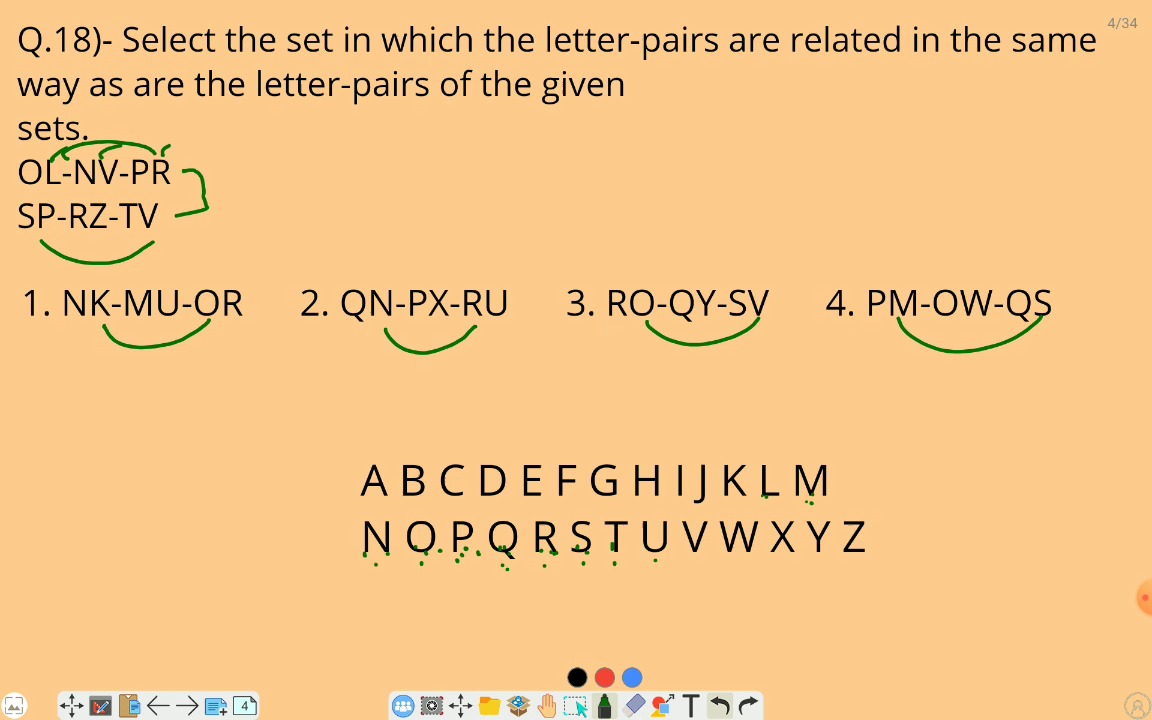 4/34
Q.18)- Select the set in which the letter-pairs are related in the same
way as are the letter-pairs of the given
sets.
OL-NV-PR
SP-RZ-TV
1. NK-MU-OR 2. QN-PX-RU 3. RO-QY-SV 4. PM-OW-QS
A B C D E F G H I J K L M
N O P Q R S T U V W X Y Z
4